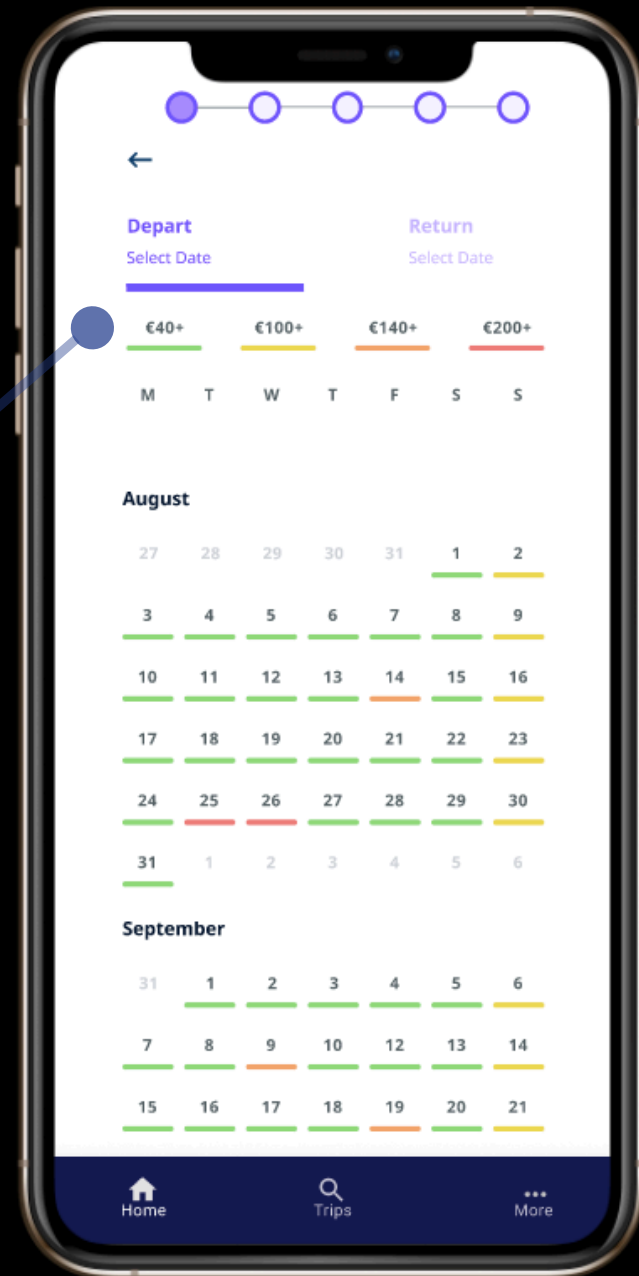 Depart Return
Select Date Select Date
€40+ €100+ €140+ €200+
M T W T F S S
August
27 28 29 30 31 1 2
3 4 5 6 7 8 9
10 11 12 13 14 15 16
17 18 19 20 21 22 23
24 25 26 27 28 29 30
31 1 2 3 4 5 6
September
31 1 2 3 4 5 6
7 8 9 10 12 13 14
15 16 17 18 19 20 21
Home Trips More